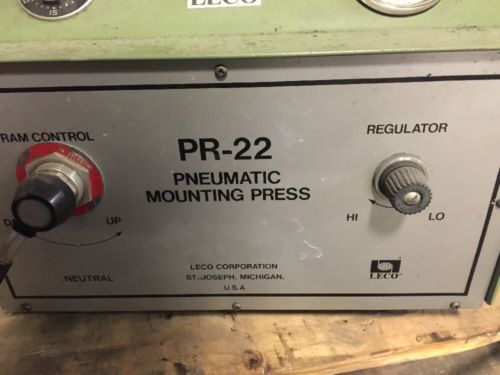 15
LECO
RAM CONTROL
PR-22
PNEUMATIC
MOUNTING PRESS
REGULATOR
UP
HI
LO
NEUTRAL
LECO CORPORATION
ST. JOSEPH, MICHIGAN,
U.S.A.
LECO